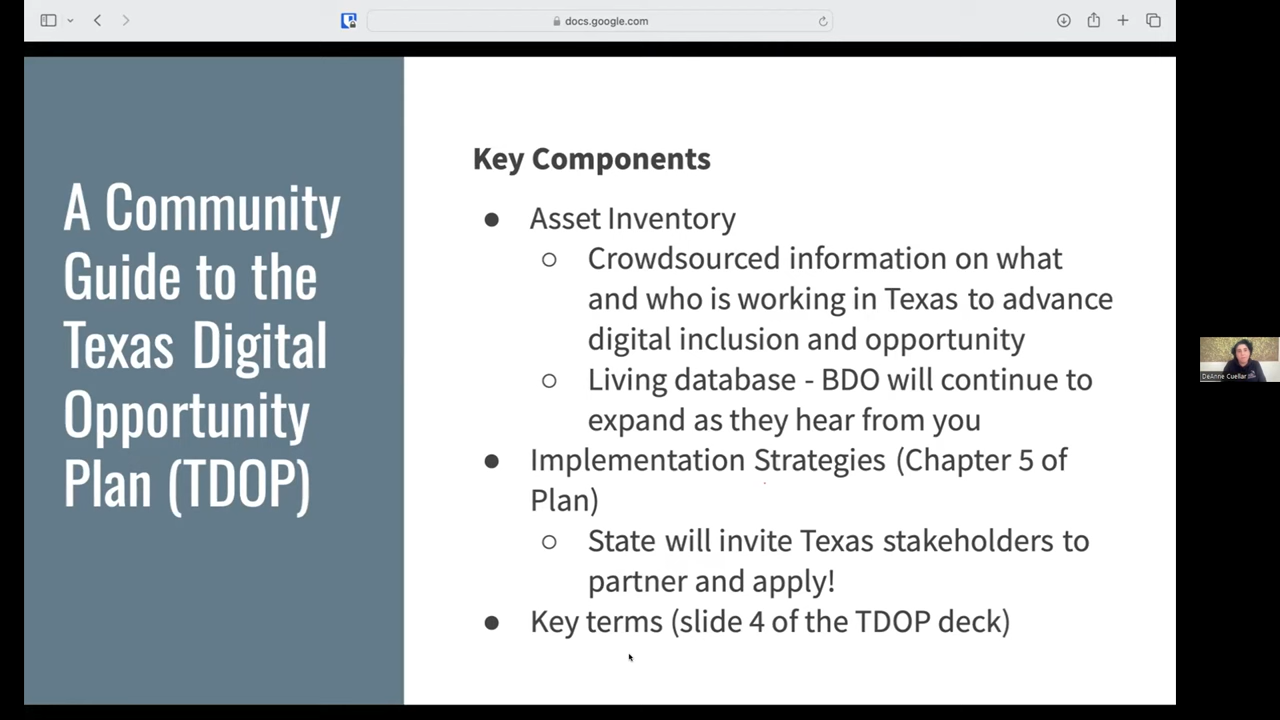 docs.google.com
A Community
Guide to the
Texas Digital
Opportunity
Plan (TDOP)
Key Components
● Asset Inventory
○ Crowdsourced information on what
and who is working in Texas to advance
digital inclusion and opportunity
○ Living database - BDO will continue to
expand as they hear from you
● Implementation Strategies (Chapter 5 of
Plan)
○ State will invite Texas stakeholders to
partner and apply!
● Key terms (slide 4 of the TDOP deck)
DeAnne Cuellar